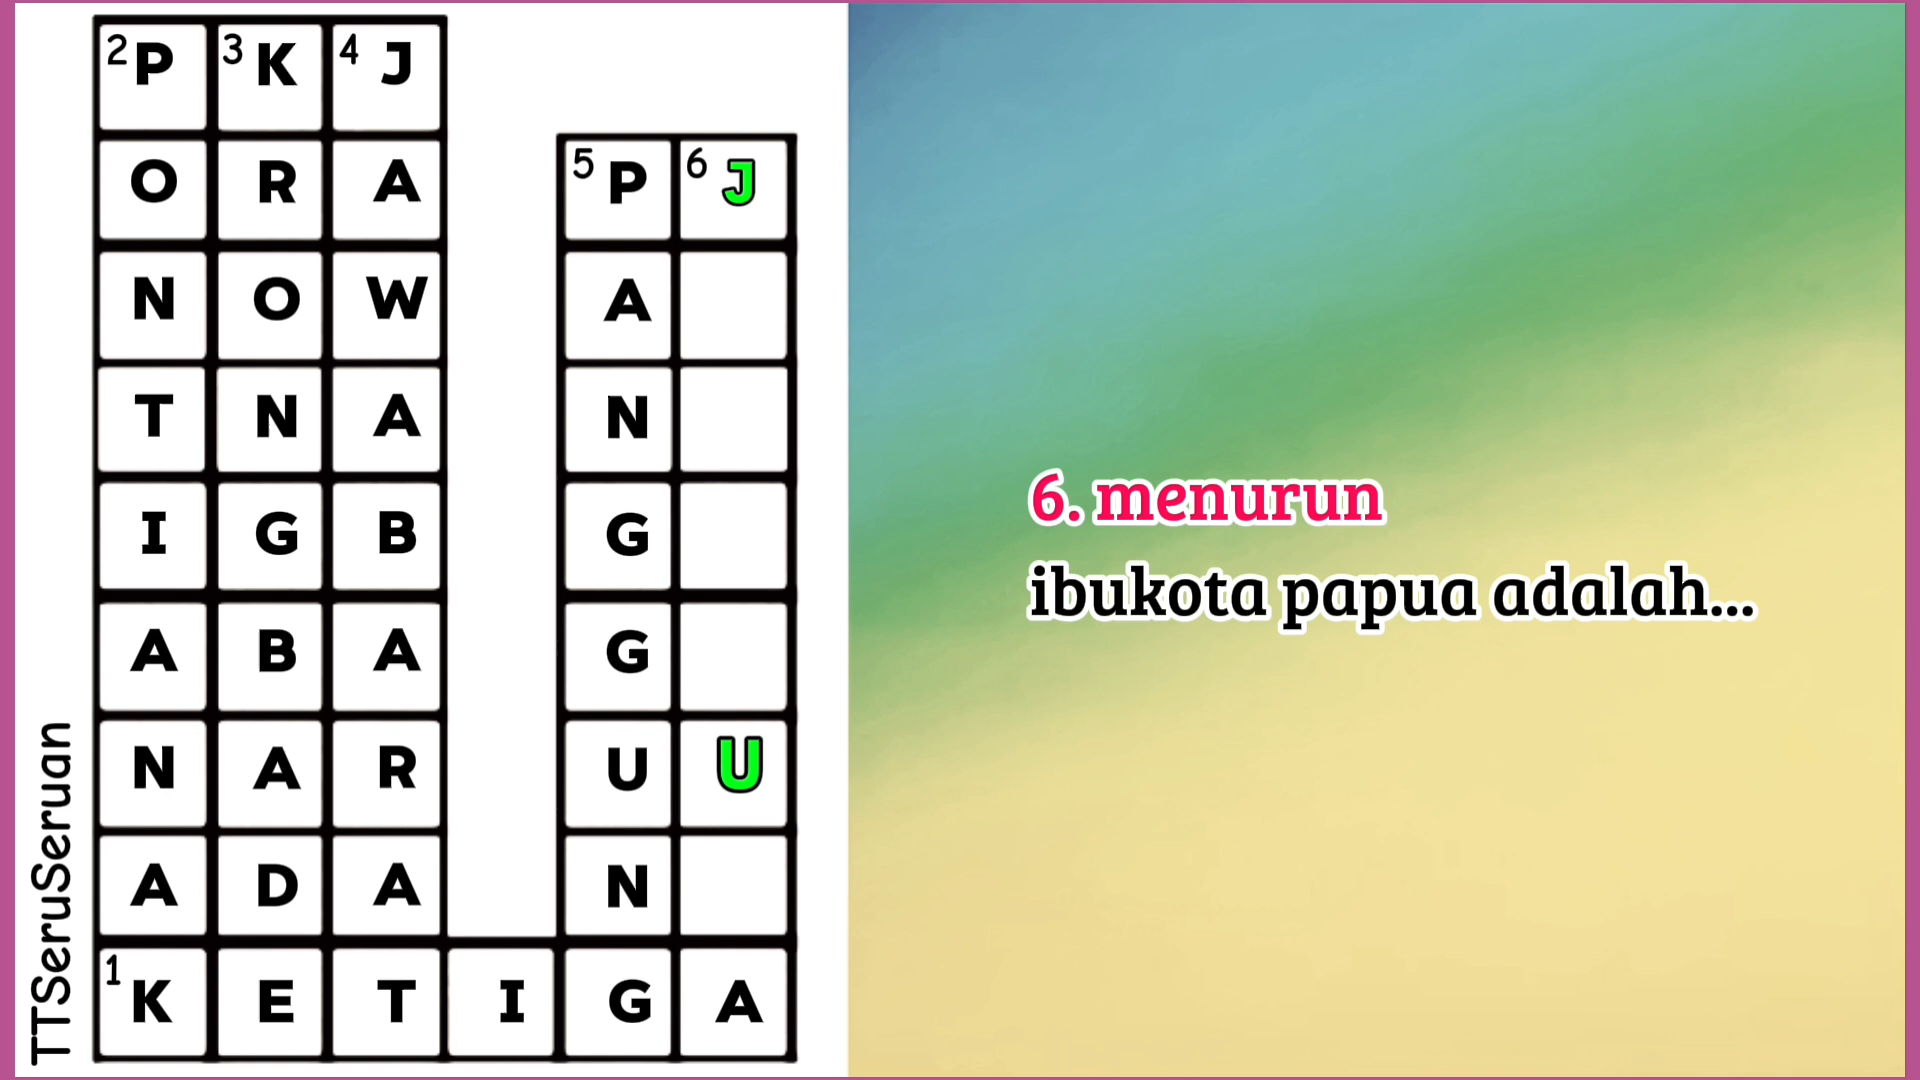 2P 3K 4J
O R A 5P 6J
N O W A
T N A N
I G B G
A B A G
N A R U U
A D A N
1K E T I G A
TTSeruSeruan
6. menurun
ibukota papua adalah...